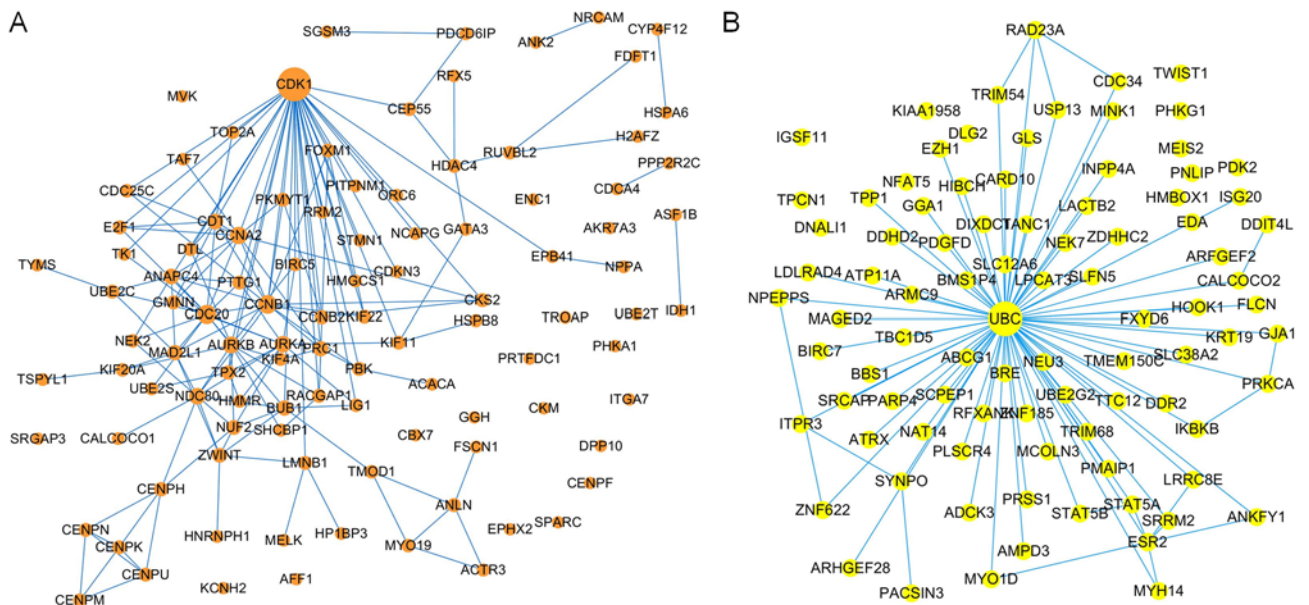 A
NRCAM
SGSM3
PDCD6IP
ANK2
CYP4F12
FDFT1
CDK1
RFX5
MVK
CEP55
HSPA6
TOP2A
H2AFZ
FOXM1
RUVBL2
TAF7
HDAC4
PPP2R2C
PITPNM1
CDCA4
CDC25C
PKMYT1
ORC6
ENC1
RRM2
ASF1B
E2F1
CDT1
CCNA2
NCAPG
GATA3
AKR7A3
STMN1
TK1
DTL
EPB41
TYMS
BIRC5
NPPA
ANAPC4
PTTG1
CDKN3
HMGCS1
UBE2C
GMNN
CCNB1
CKS2
CDC20
CCNB2
KIF22
TROAP
UBE2T
IDH1
HSPB8
NEK2
AURKB
AURKA
MAD2L1
PRC1
KIF11
KIF4A
PHKA1
TSPYL1
KIF20A
TPX2
PBK
PRTFDC1
UBE2S
ACACA
NDC80
HMMR
RACGAP1
BUB1
LIG1
ITGA7
GGH
CKM
NUF2
SHCBP1
SRGAP3
CALCOCO1
CBX7
FSCN1
DPP10
ZWINT
LMNB1
TMOD1
CENPF
CENPH
ANLN
CENPN
EPHX2
SPARC
HNRNPH1
HP1BP3
CENPK
MELK
MYO19
CENPU
ACTR3
KCNH2
AFF1
CENPM
B
RAD23A
CDC34
TWIST1
TRIM54
USP13
KIAA1958
MINK1
PHKG1
IGSF11
DLG2
GLS
EZH1
MEIS2
INPP4A
PNLIP
PDK2
NFAT5
HIBCH
CARD10
TPCN1
TPP1
LACTB2
HMBOX1
ISG20
GGA1
DNALI1
DIXDC1
TANC1
EDA
DDIT4L
DDHD2
PDGFD
NEK7
ZDHHC2
SLC12A6
ARFGEF2
LDLRAD4
ATP11A
BMS1P4
LPCAT3
SLFN5
CALCOCO2
NPEPPS
ARMC9
HOOK1
FLCN
MAGED2
UBC
FXYD6
TBC1D5
KRT19
GJA1
BIRC7
ABCG1
NEU3
SLC38A2
TMEM150C
BBS1
BRE
PRKCA
SRCAP
PARP4
SCPEP1
UBE2G2
TTC12
DDR2
ITPR3
RFXANK
ZNF185
IKBKB
ATRX
NAT14
TRIM68
PLSCR4
MCOLN3
PMAIP1
SYNPO
LRRC8E
ZNF622
PRSS1
STAT5A
ADCK3
STAT5B
SRRM2
ANKFY1
ESR2
AMPD3
ARHGEF28
MYO1D
PACSIN3
MYH14